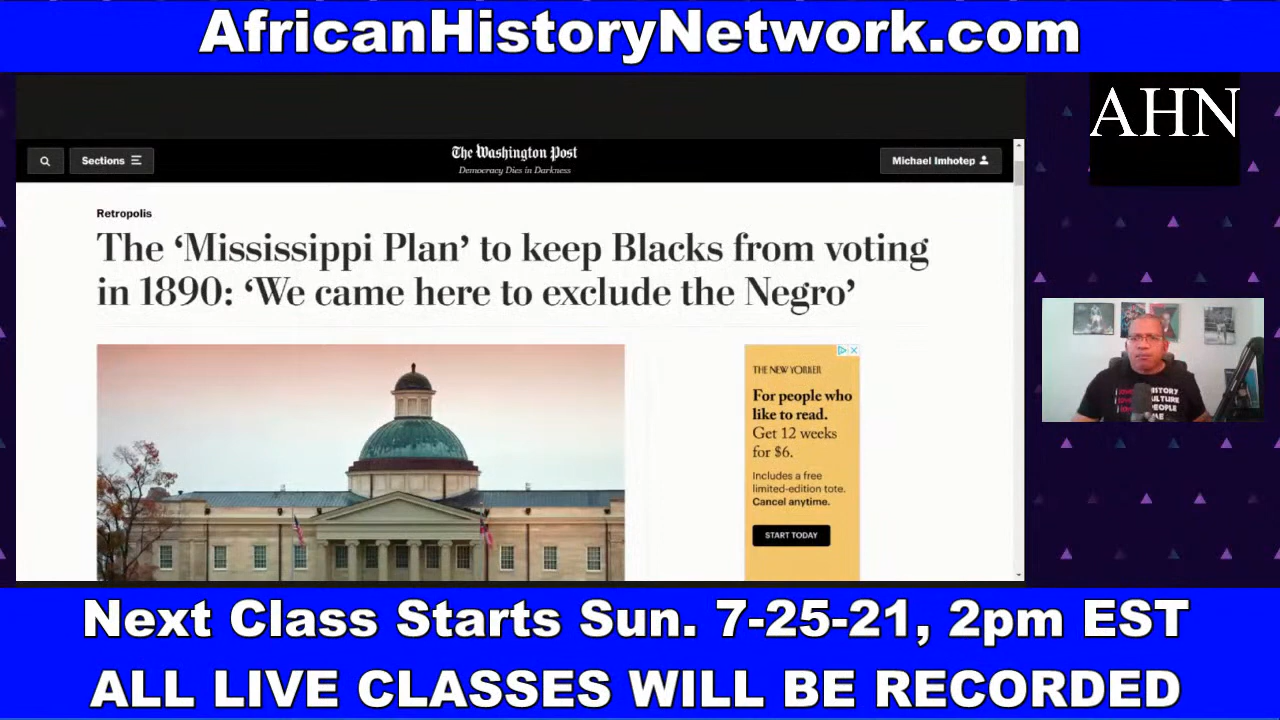 AfricanHistoryNetwork.com
AHN
Sections
The Washington Post
Democracy Dies in Darkness
Michael Imhotep
Retropolis
The ‘Mississippi Plan’ to keep Blacks from voting
in 1890: ‘We came here to exclude the Negro’
THE NEW YORKER
For people who
like to read.
Get 12 weeks
for $6.
Includes a free
limited-edition tote.
Cancel anytime.
START TODAY
HISTORY
CULTURE
PEOPLE
Next Class Starts Sun. 7-25-21, 2pm EST
ALL LIVE CLASSES WILL BE RECORDED